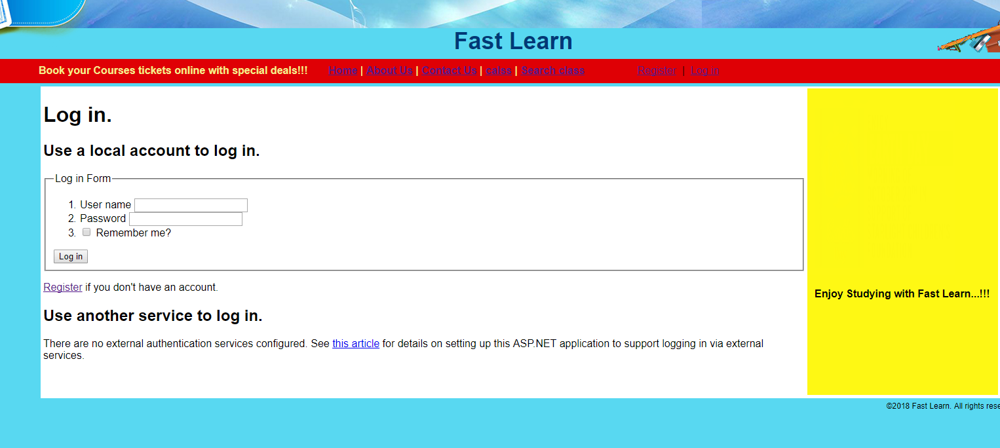 Fast Learn
Book your Courses tickets online with special deals!!! Home | About Us | Contact Us | calss | Search class Register | Log in
Log in.
Use a local account to log in.
Log in Form
1. User name
2. Password
3. Remember me?
Log in
Register if you don't have an account.
Enjoy Studying with Fast Learn...!!!
Use another service to log in.
There are no external authentication services configured. See this article for details on setting up this ASP.NET application to support logging in via external
services.
©2018 Fast Learn. All rights rese